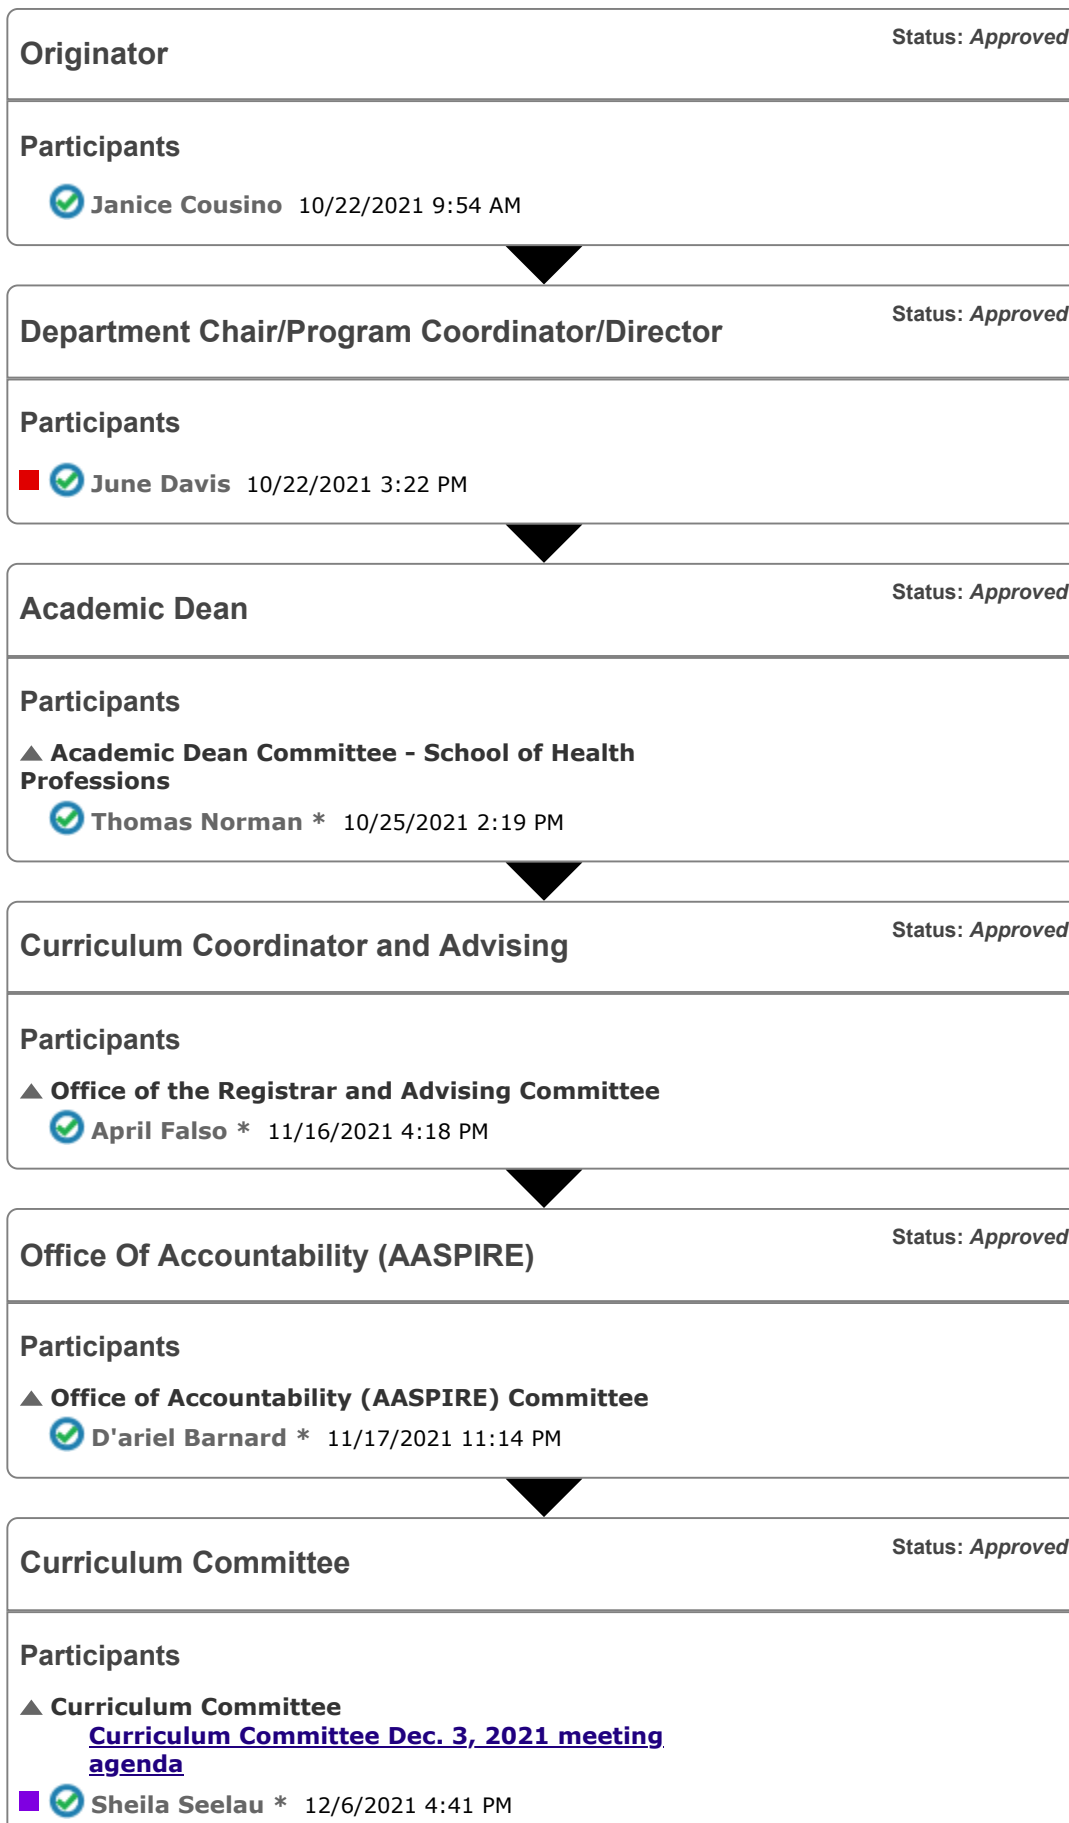 Originator
Status: Approved
Participants
Janice Cousino 10/22/2021 9:54 AM
Department Chair/Program Coordinator/Director
Status: Approved
Participants
June Davis 10/22/2021 3:22 PM
Academic Dean
Status: Approved
Participants
Academic Dean Committee - School of Health
Professions
Thomas Norman * 10/25/2021 2:19 PM
Curriculum Coordinator and Advising
Status: Approved
Participants
Office of the Registrar and Advising Committee
April Falso * 11/16/2021 4:18 PM
Office Of Accountability (AASPIRE)
Status: Approved
Participants
Office of Accountability (AASPIRE) Committee
D'ariel Barnard * 11/17/2021 11:14 PM
Curriculum Committee
Status: Approved
Participants
Curriculum Committee
Curriculum Committee Dec. 3, 2021 meeting
agenda
Sheila Seelau * 12/6/2021 4:41 PM